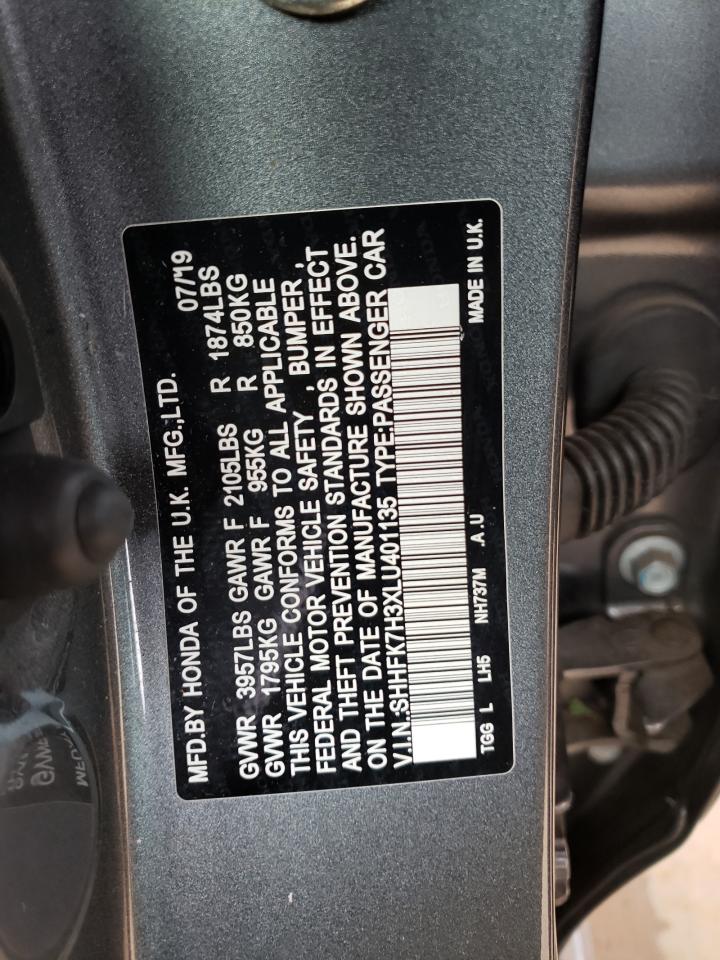 MFD.BY HONDA OF THE U.K. MFG.,LTD. 07/19
GVWR 3957LBS GAWR F 2105LBS R 1874LBS
GVWR 1795KG GAWR F 955KG R 850KG
THIS VEHICLE CONFORMS TO ALL APPLICABLE
FEDERAL MOTOR VEHICLE SAFETY , BUMPER ,
AND THEFT PREVENTION STANDARDS IN EFFECT
ON THE DATE OF MANUFACTURE SHOWN ABOVE.
V.I.N.:SHHFK7H3XLU401135 TYPE:PASSENGER CAR
TGG L LH5 NH737M .A .U MADE IN U.K.